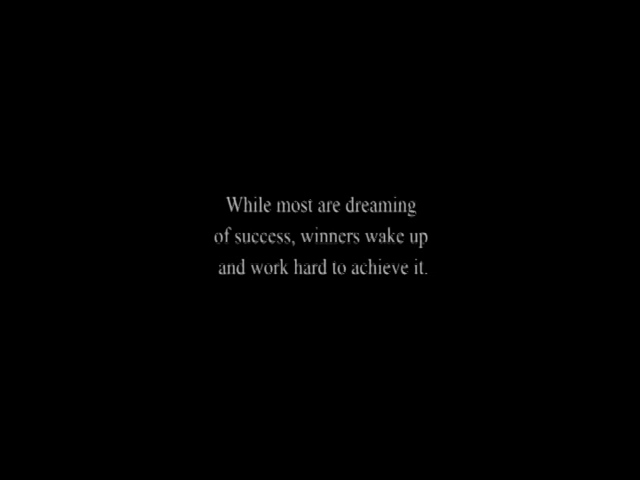 While most are dreaming
of success, winners wake up
and work hard to achieve it.